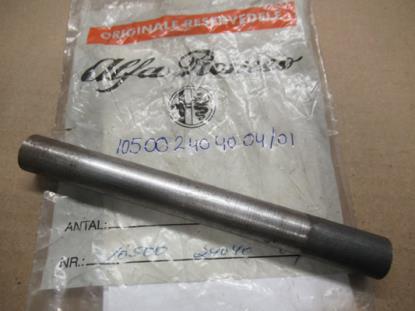 ORIGINALE RESERVEDELE
Alfa Romeo
10500 240 40 04/01
ANTAL:
NR.: 10500 24040